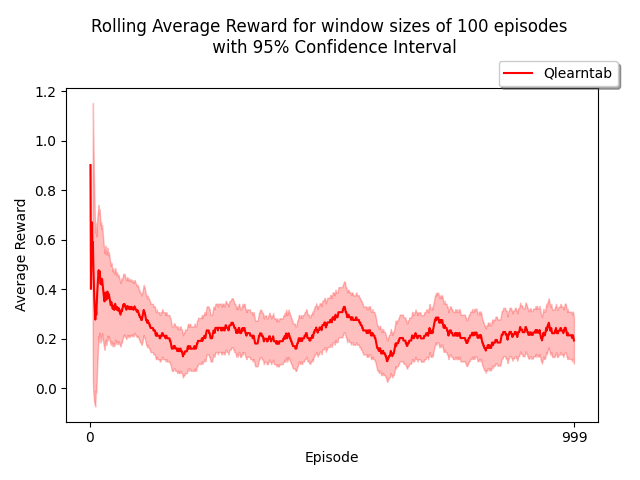 Rolling Average Reward for window sizes of 100 episodes
with 95% Confidence Interval
Qlearntab
1.2
1.0
0.8
0.6
0.4
0.2
0.0
Average Reward
0
999
Episode